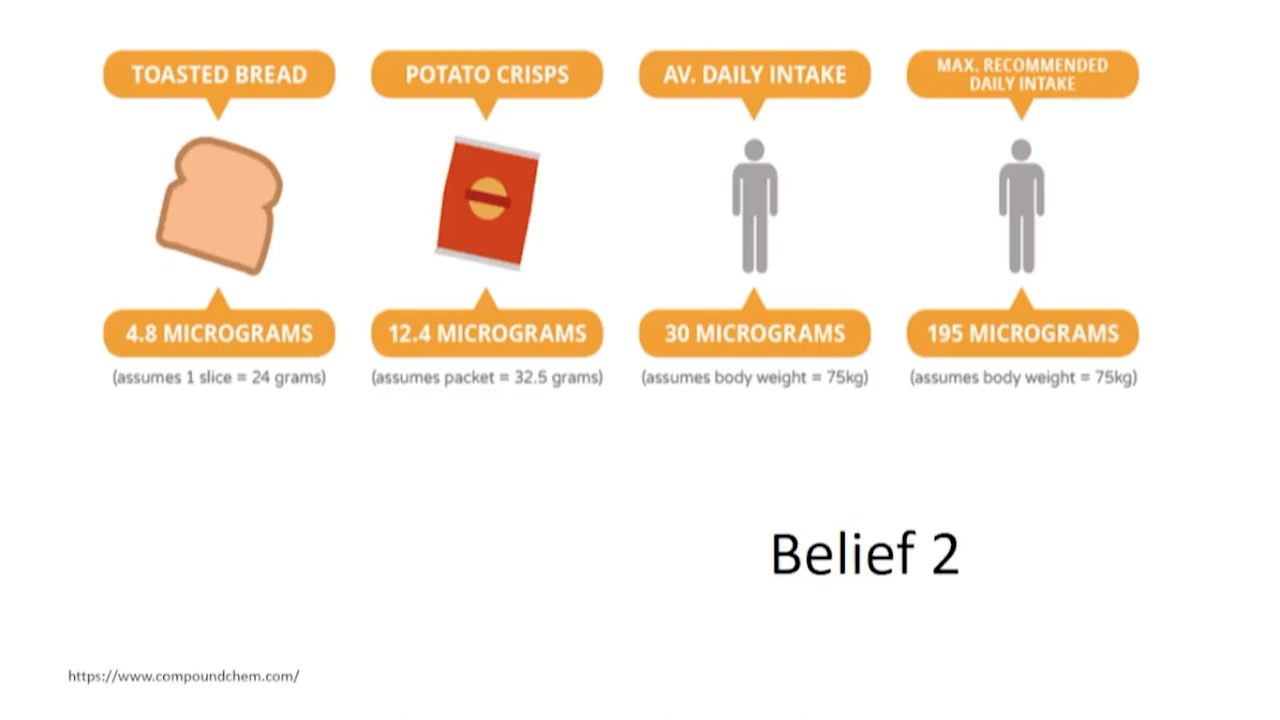 TOASTED BREAD
POTATO CRISPS
AV. DAILY INTAKE
MAX. RECOMMENDED
DAILY INTAKE
4.8 MICROGRAMS
12.4 MICROGRAMS
30 MICROGRAMS
195 MICROGRAMS
(assumes 1 slice = 24 grams)
(assumes packet = 32.5 grams)
(assumes body weight = 75kg)
(assumes body weight = 75kg)
Belief 2
https://www.compoundchem.com/